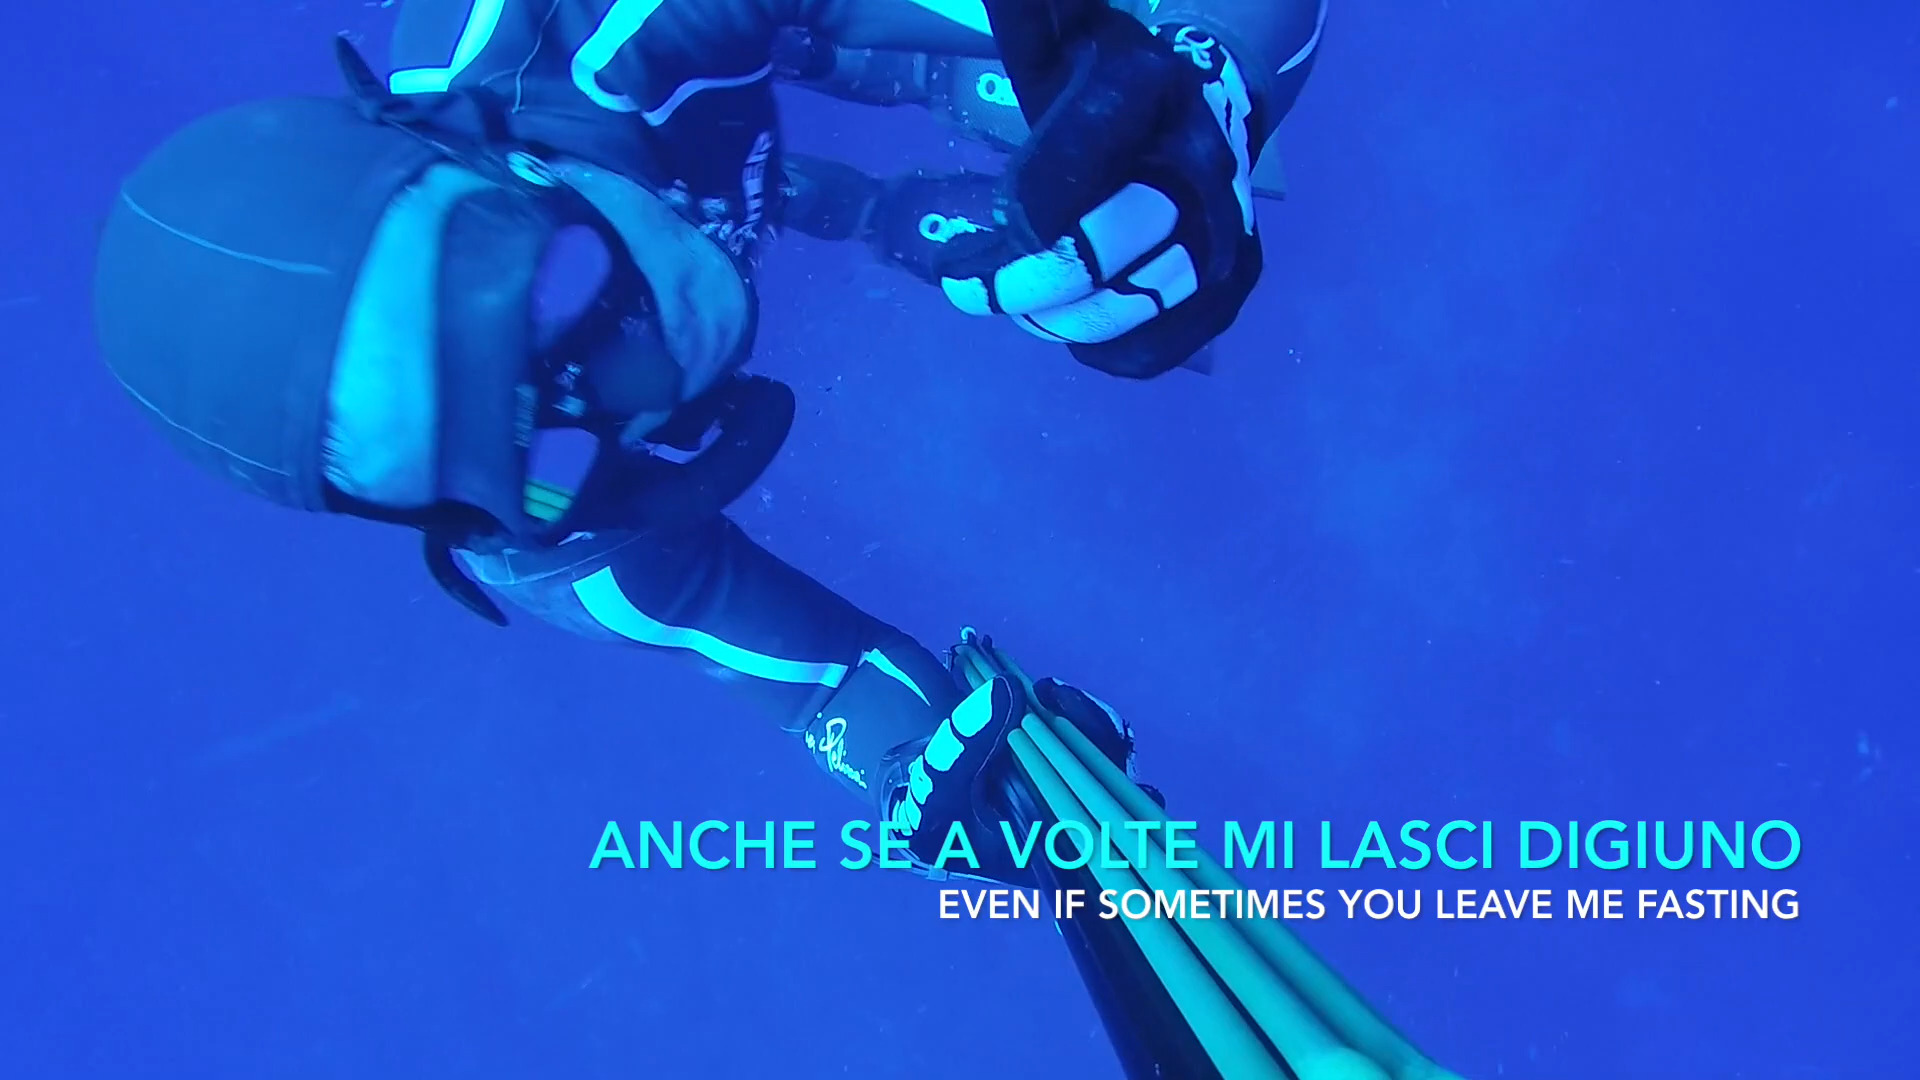 ANCHE SE A VOLTE MI LASCI DIGIUNO
EVEN IF SOMETIMES YOU LEAVE ME FASTING